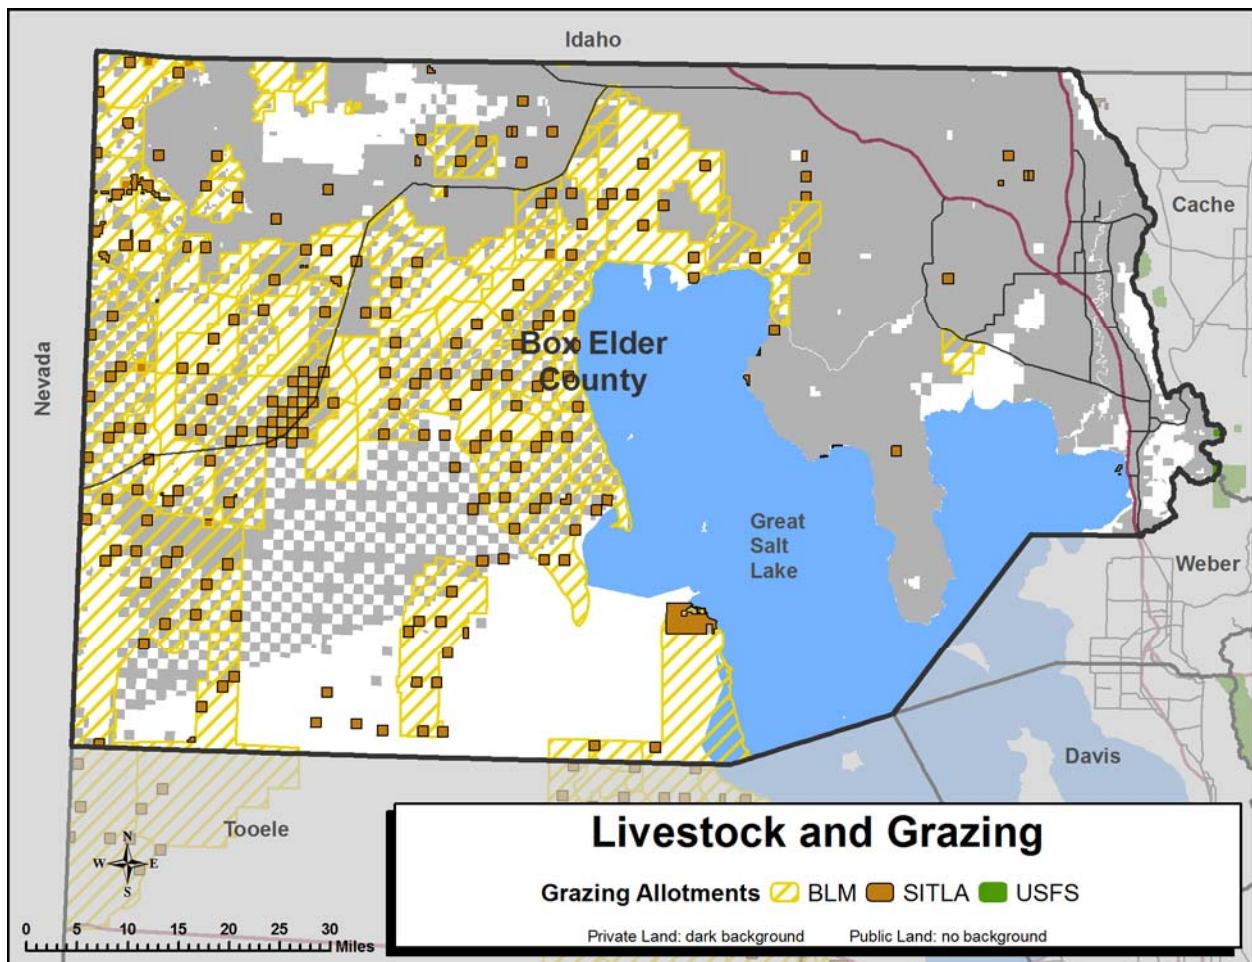 Idaho
Cache
Nevada
Box Elder
County
Great
Salt
Lake
Weber
Davis
Tooele
N
W E
S
0 5 10 15 20 25 30
Miles
Livestock and Grazing
Grazing Allotments BLM SITLA USFS
Private Land: dark background Public Land: no background